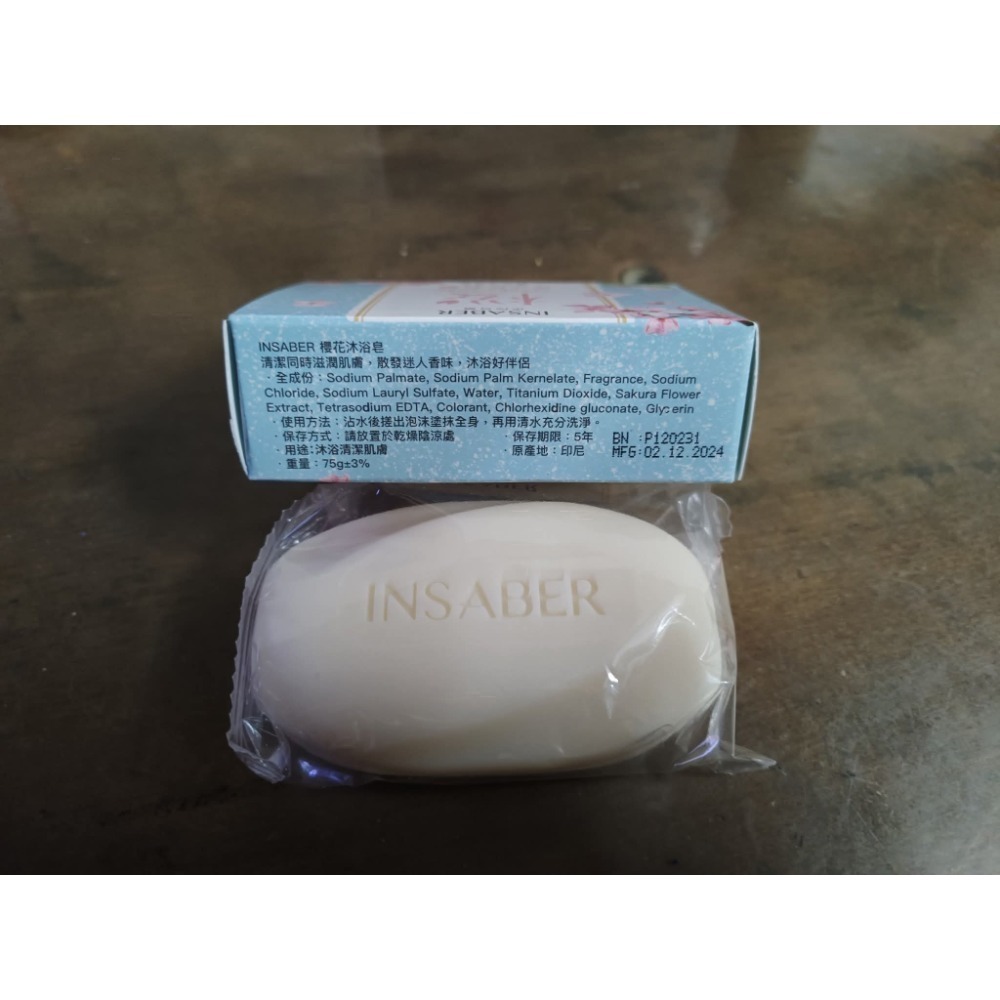 INSABER
INSABER 櫻花沐浴皂
清潔同時滋潤肌膚，散發迷人香味，沐浴好伴侶
·全成份：Sodium Palmate, Sodium Palm Kernelate, Fragrance, Sodium
Chloride, Sodium Lauryl Sulfate, Water, Titanium Dioxide, Sakura Flower
Extract, Tetrasodium EDTA, Colorant, Chlorhexidine gluconate, Glycerin
·使用方法：沾水後搓出泡沫塗抹全身，再用清水充分洗淨。
·保存方式：請放置於乾燥陰涼處 ·保存期限：5年 BN :P120231
·用途:沐浴清潔肌膚 ·原產地：印尼 MFG:02.12.2024
·重量：75g±3%
INSABER